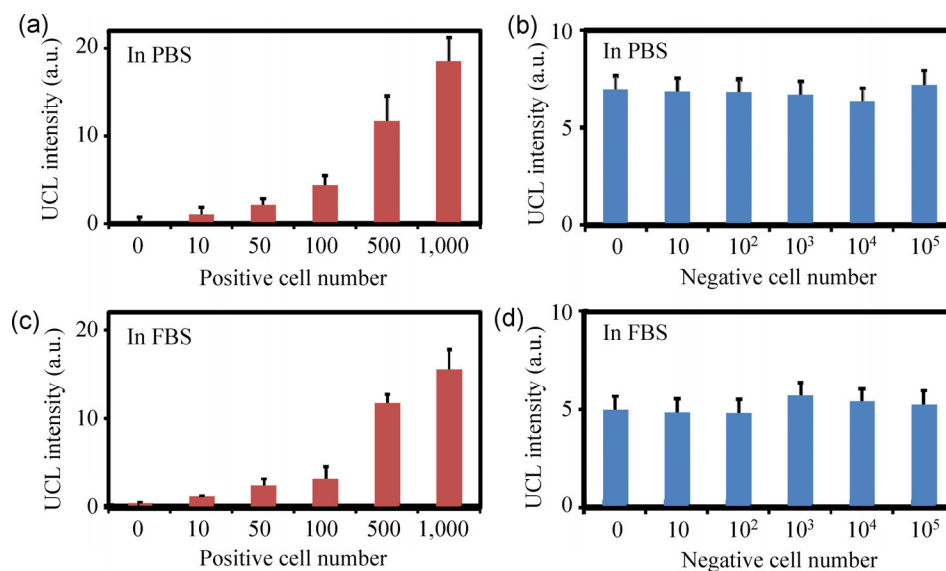 (a)
In PBS
UCL intensity (a.u.)
20
10
0
0 10 50 100 500 1,000
Positive cell number
(b)
In PBS
UCL intensity (a.u.)
10
5
0
0 10 10² 10³ 10⁴ 10⁵
Negative cell number
(c)
In FBS
UCL intensity (a.u.)
20
10
0
0 10 50 100 500 1,000
Positive cell number
(d)
In FBS
UCL intensity (a.u.)
10
5
0
0 10 10² 10³ 10⁴ 10⁵
Negative cell number